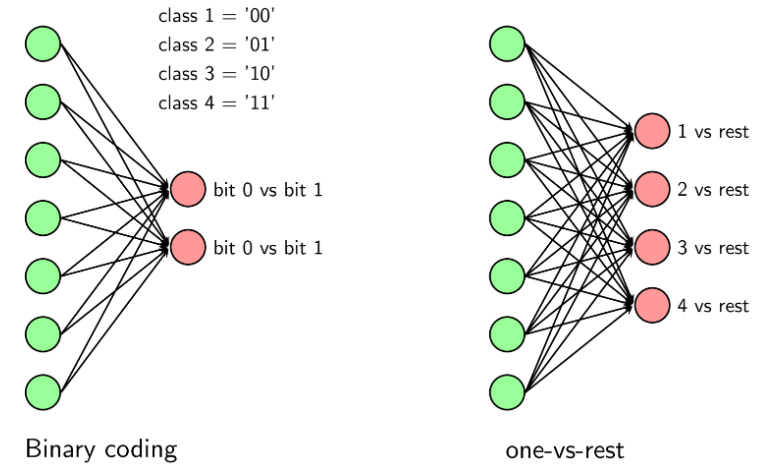 class 1 = '00'
class 2 = '01'
class 3 = '10'
class 4 = '11'
bit 0 vs bit 1
bit 0 vs bit 1
Binary coding
1 vs rest
2 vs rest
3 vs rest
4 vs rest
one-vs-rest